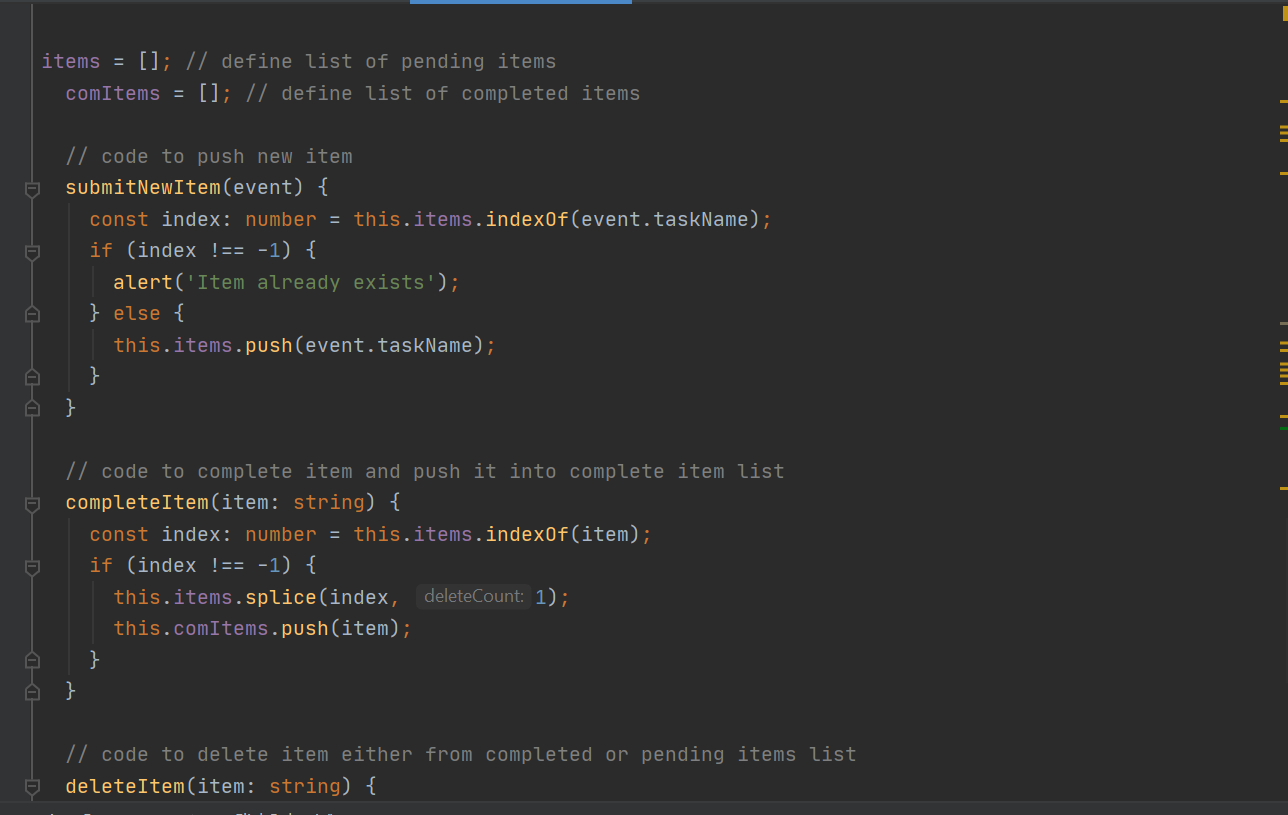 items = []; // define list of pending items
  comItems = []; // define list of completed items

  // code to push new item
  submitNewItem(event) {
    const index: number = this.items.indexOf(event.taskName);
    if (index !== -1) {
      alert('Item already exists');
    } else {
      this.items.push(event.taskName);
    }
  }

  // code to complete item and push it into complete item list
  completeItem(item: string) {
    const index: number = this.items.indexOf(item);
    if (index !== -1) {
      this.items.splice(index, deleteCount: 1);
      this.comItems.push(item);
    }
  }

  // code to delete item either from completed or pending items list
  deleteItem(item: string) {